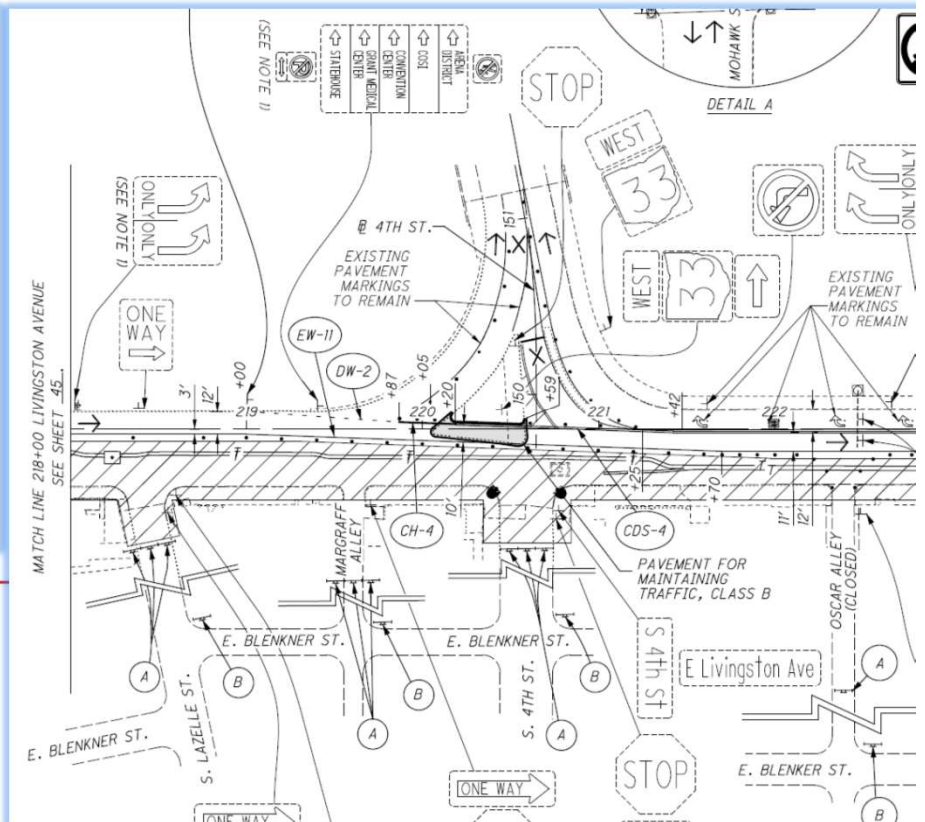 (SEE NOTE 1)
STATEHOUSE
GRANT MEDICAL
CENTER
CONVENTION
CENTER
COSI
ARENA
DISTRICT
STOP
MOHAWK S
DETAIL A
WEST
33
WEST
33
ONLY
ONLY
(SEE NOTE 1)
ONLY
ONLY
℄ 4TH ST.
151
EXISTING
PAVEMENT
MARKINGS
TO REMAIN
EXISTING
PAVEMENT
MARKINGS
TO REMAIN
ONE
WAY
EW-11
DW-2
MATCH LINE 218+00 LIVINGSTON AVENUE
SEE SHEET 45
3'
12'
+00
219
+87
+05
220
+20
150
+59
221
+42
222
+25
+70
11'
12'
10'
CH-4
CDS-4
MARGRAFF
ALLEY
PAVEMENT FOR
MAINTAINING
TRAFFIC, CLASS B
OSCAR ALLEY
(CLOSED)
E. BLENKNER ST.
E. BLENKNER ST.
S 4th St
E Livingston Ave
A
B
A
B
A
B
A
B
S. LAZELLE ST.
S. 4TH ST.
E. BLENKNER ST.
E. BLENKER ST.
STOP
ONE WAY
ONE WAY